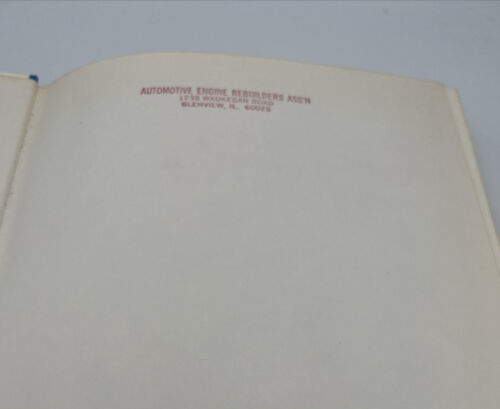 AUTOMOTIVE ENGINE REBUILDERS ASS'N
1238 WAUKEGAN ROAD
GLENVIEW, IL. 60025